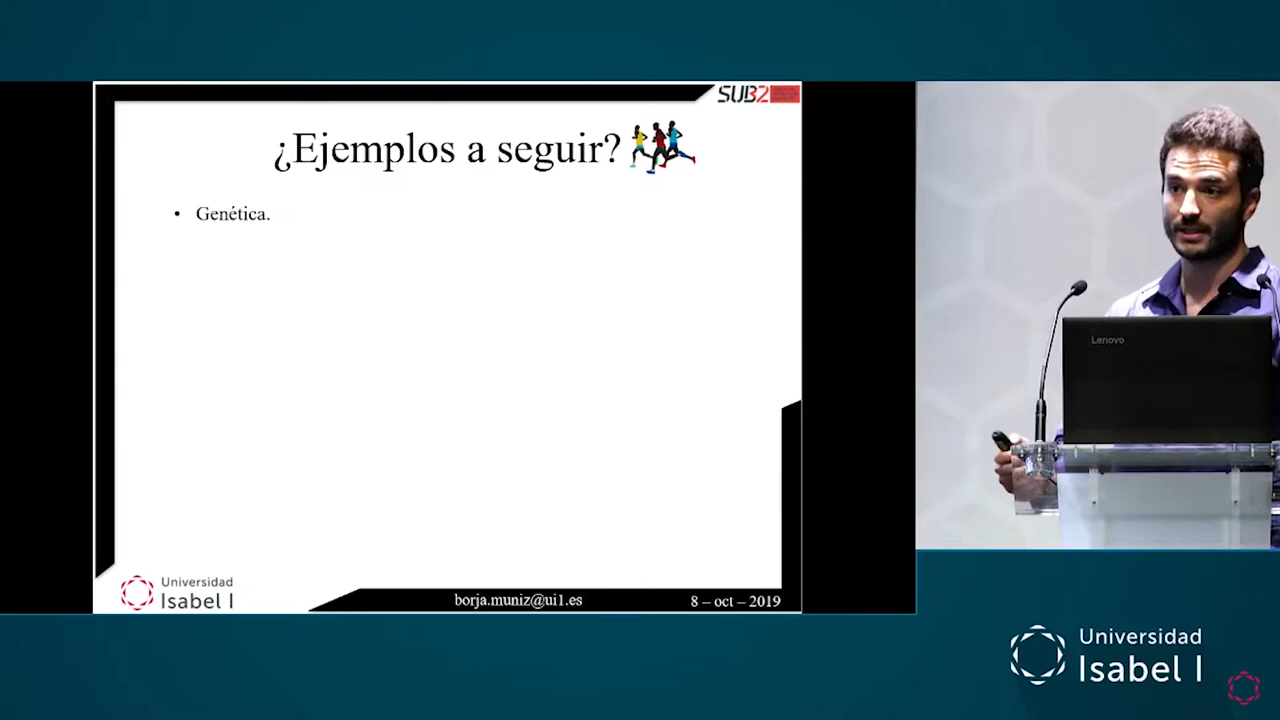 SUB2
¿Ejemplos a seguir?
• Genética.
Lenovo
Universidad
Isabel I
borja.muniz@ui1.es
8 – oct – 2019
Universidad
Isabel I